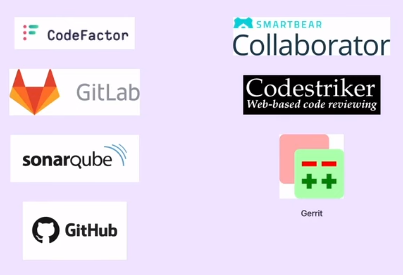 CodeFactor
GitLab
sonarqube
GitHub
SMARTBEAR
Collaborator
Codestriker
Web-based code reviewing
Gerrit